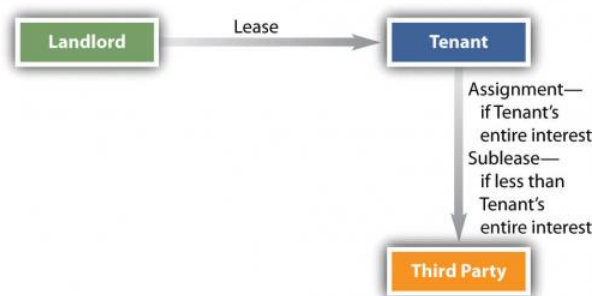 Landlord
Lease
Tenant
Assignment—
if Tenant's
entire interest
Sublease—
if less than
Tenant's
entire interest
Third Party